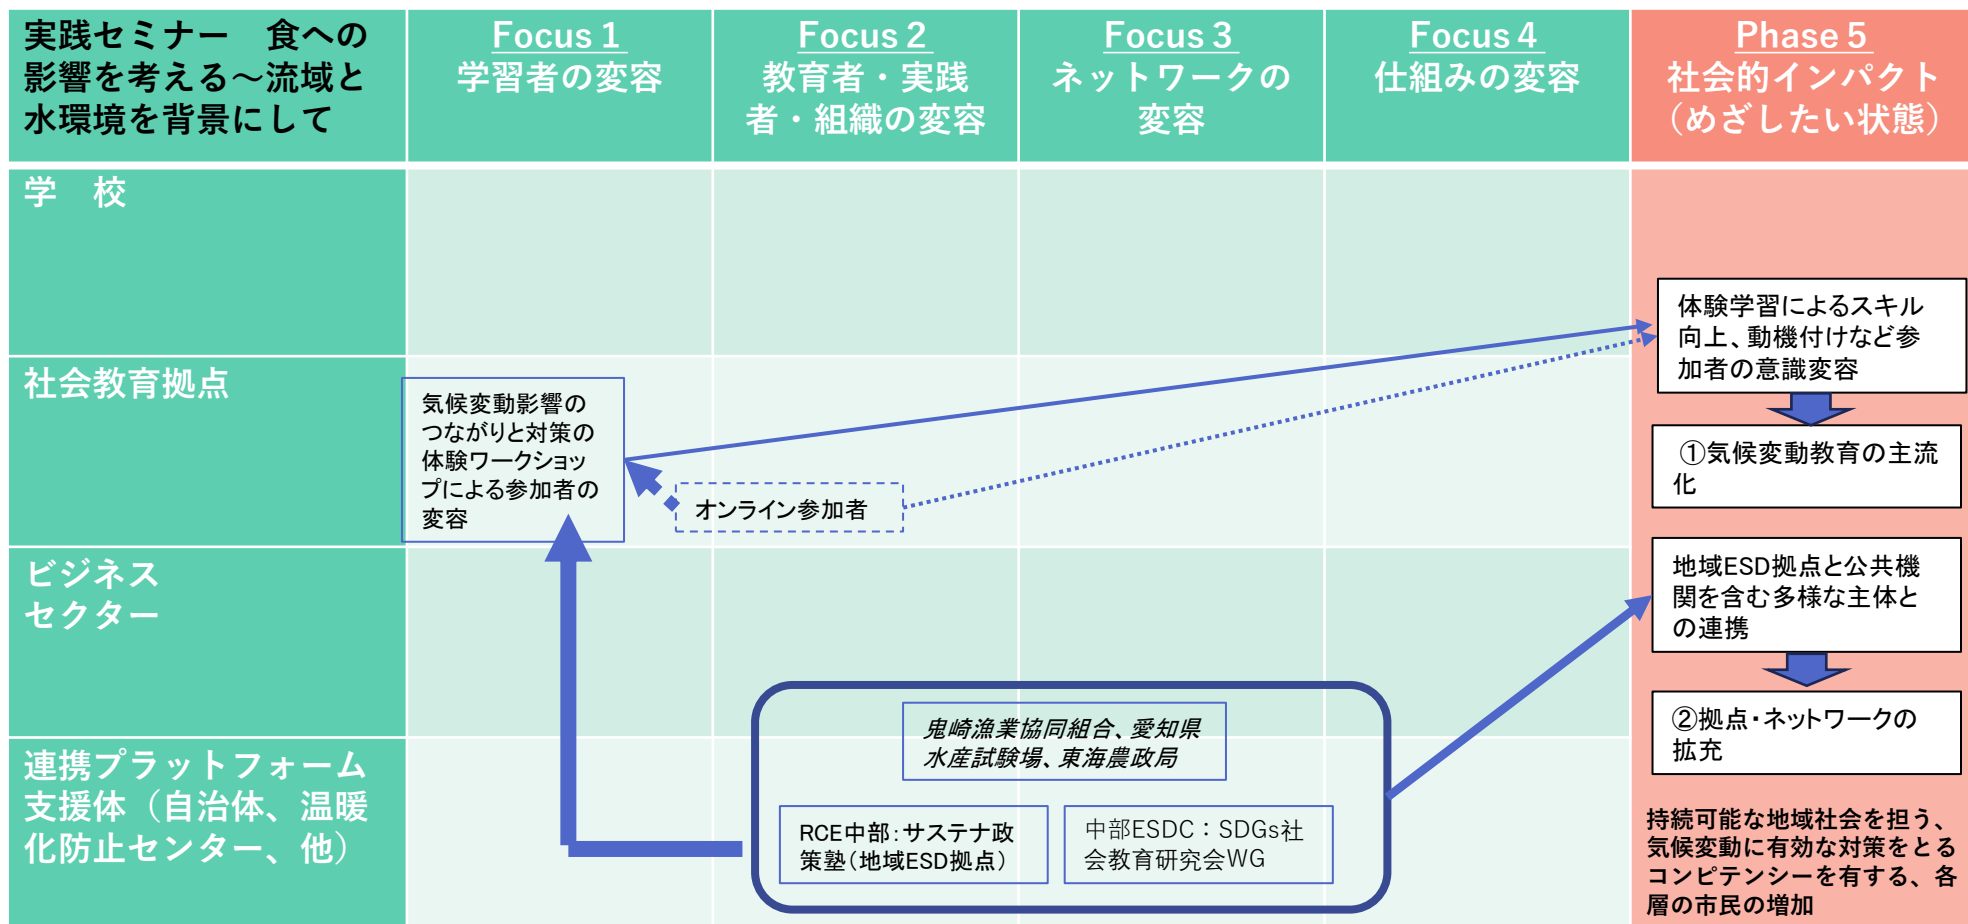 実践セミナー　食への
影響を考える～流域と
水環境を背景にして
Focus 1
学習者の変容
Focus 2
教育者・実践
者・組織の変容
Focus 3
ネットワークの
変容
Focus 4
仕組みの変容
Phase 5
社会的インパクト
（めざしたい状態）
学　校
社会教育拠点
ビジネス
セクター
連携プラットフォーム
支援体（自治体、温暖
化防止センター、他）
気候変動影響の
つながりと対策の
体験ワークショッ
プによる参加者の
変容
オンライン参加者
鬼崎漁業協同組合、愛知県
水産試験場、東海農政局
RCE中部：サステナ政
策塾（地域ESD拠点）
中部ESDC：SDGs社
会教育研究会WG
体験学習によるスキル
向上、動機付けなど参
加者の意識変容
①気候変動教育の主流
化
地域ESD拠点と公共機
関を含む多様な主体と
の連携
②拠点・ネットワークの
拡充
持続可能な地域社会を担う、
気候変動に有効な対策をとる
コンピテンシーを有する、各
層の市民の増加